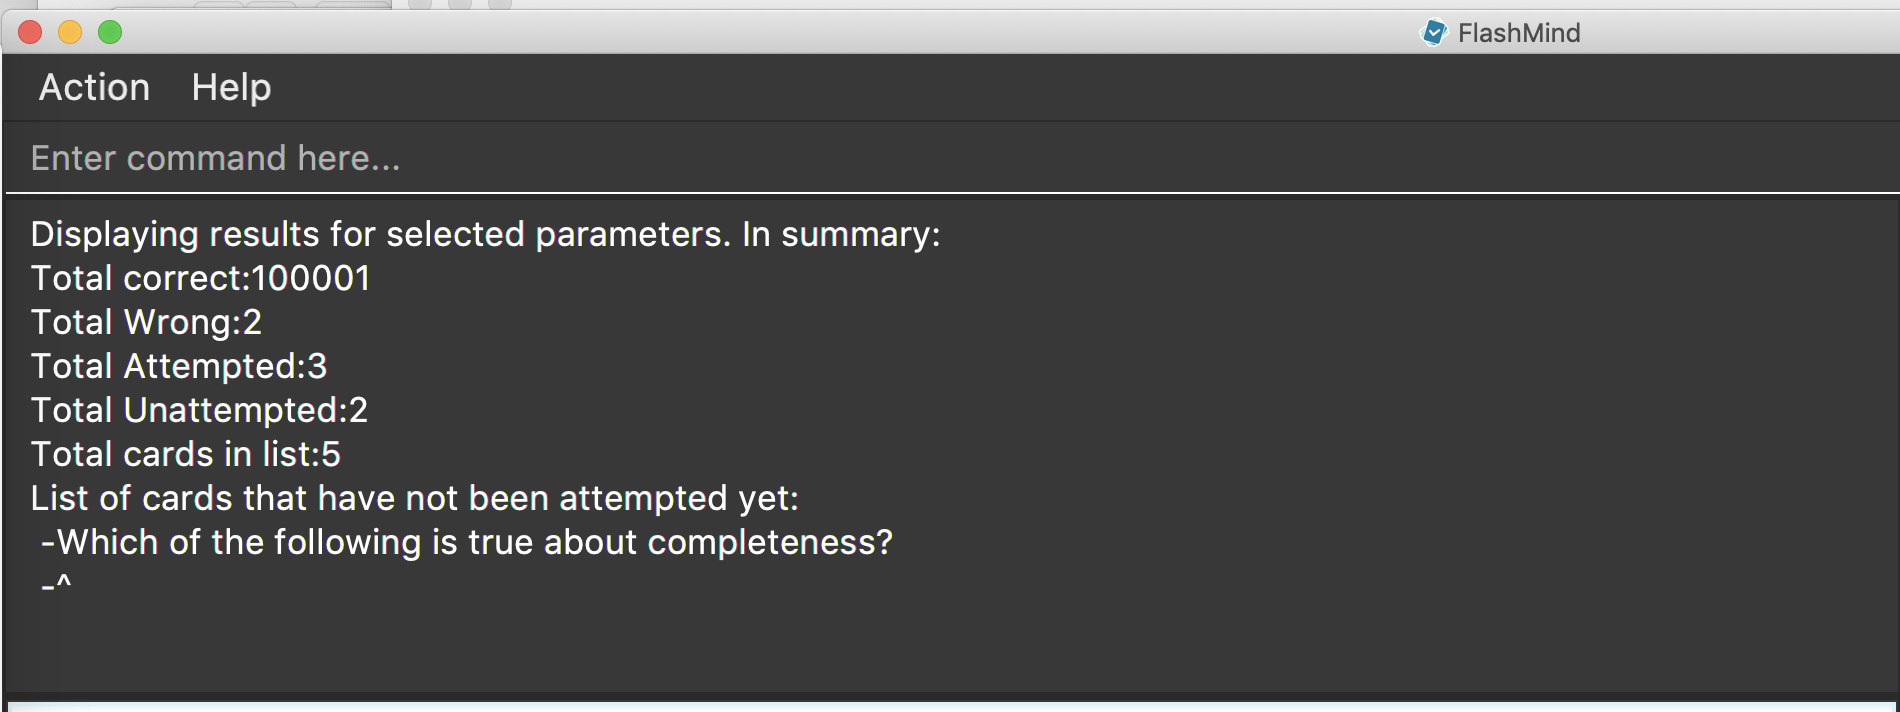 FlashMind
Action Help
Enter command here...
Displaying results for selected parameters. In summary:
Total correct:100001
Total Wrong:2
Total Attempted:3
Total Unattempted:2
Total cards in list:5
List of cards that have not been attempted yet:
-Which of the following is true about completeness?
-^